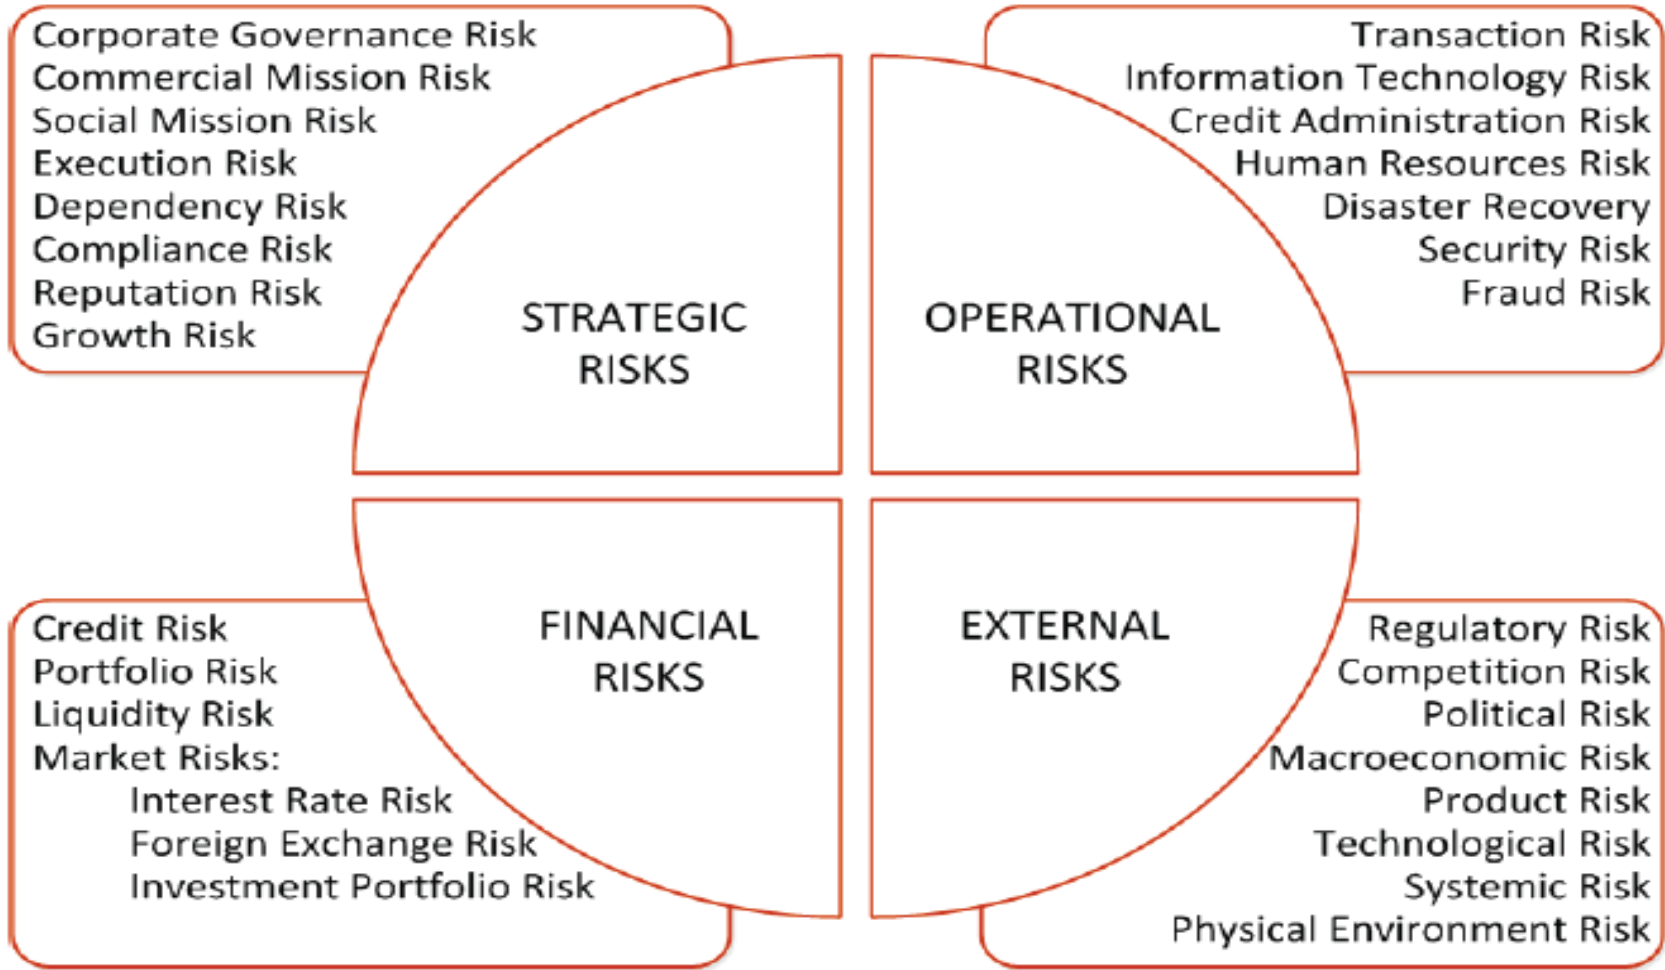 Corporate Governance Risk
Commercial Mission Risk
Social Mission Risk
Execution Risk
Dependency Risk
Compliance Risk
Reputation Risk
Growth Risk
STRATEGIC
RISKS
Transaction Risk
Information Technology Risk
Credit Administration Risk
Human Resources Risk
Disaster Recovery
Security Risk
Fraud Risk
OPERATIONAL
RISKS
Credit Risk
Portfolio Risk
Liquidity Risk
Market Risks:
Interest Rate Risk
Foreign Exchange Risk
Investment Portfolio Risk
FINANCIAL
RISKS
EXTERNAL
RISKS
Regulatory Risk
Competition Risk
Political Risk
Macroeconomic Risk
Product Risk
Technological Risk
Systemic Risk
Physical Environment Risk